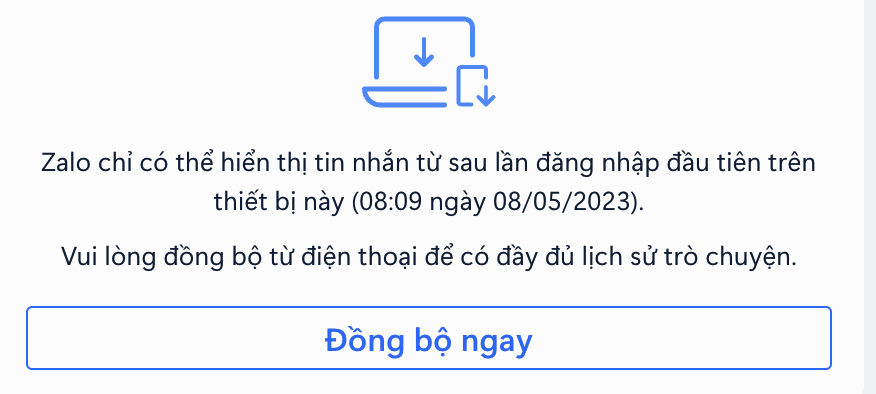 Zalo chỉ có thể hiển thị tin nhắn từ sau lần đăng nhập đầu tiên trên
thiết bị này (08:09 ngày 08/05/2023).
Vui lòng đồng bộ từ điện thoại để có đầy đủ lịch sử trò chuyện.
Đồng bộ ngay